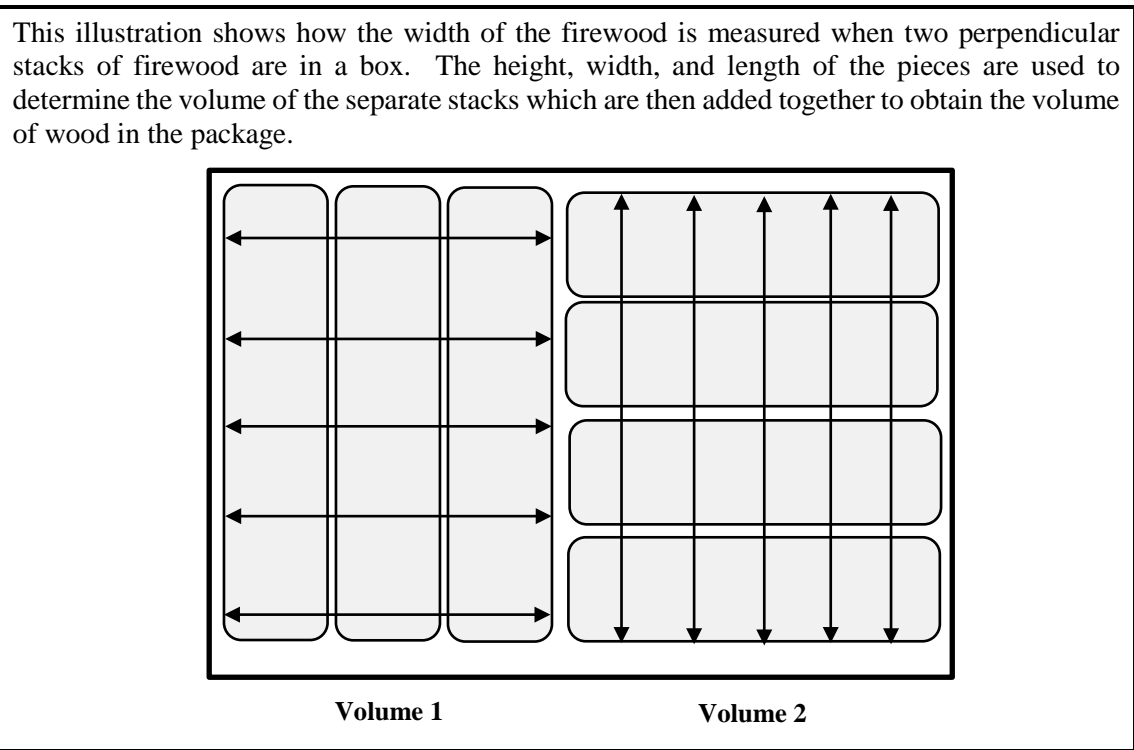 This illustration shows how the width of the firewood is measured when two perpendicular
stacks of firewood are in a box. The height, width, and length of the pieces are used to
determine the volume of the separate stacks which are then added together to obtain the volume
of wood in the package.
Volume 1
Volume 2